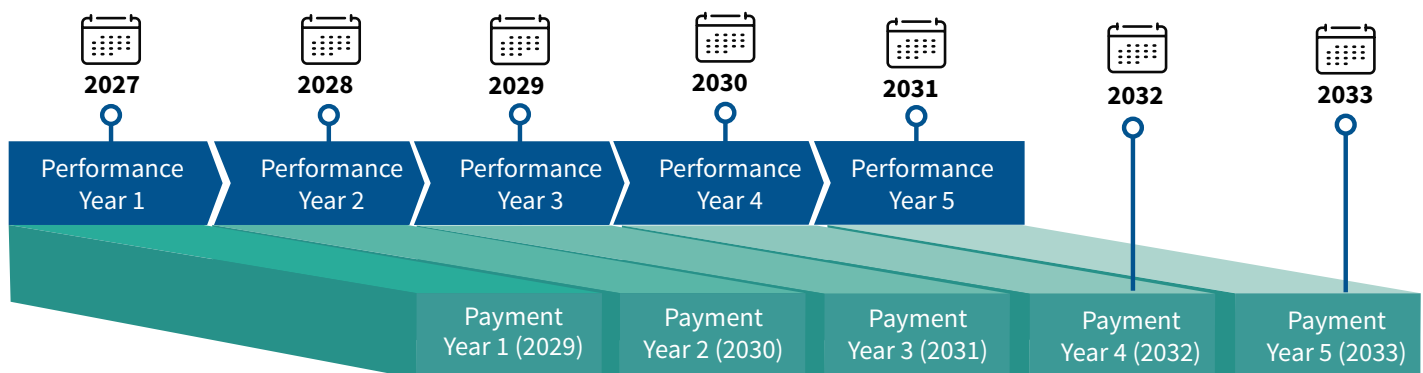 2027
2028
2029
2030
2031
2032
2033
Performance
Year 1
Performance
Year 2
Performance
Year 3
Performance
Year 4
Performance
Year 5
Payment
Year 1 (2029)
Payment
Year 2 (2030)
Payment
Year 3 (2031)
Payment
Year 4 (2032)
Payment
Year 5 (2033)